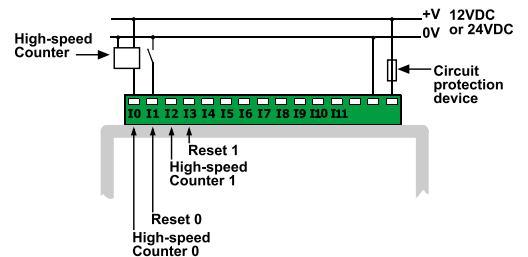 +V 12VDC
or 24VDC
0V
High-speed
Counter
Circuit
protection
device
I0 I1 I2 I3 I4 I5 I6 I7 I8 I9 I10 I11
Reset 1
High-speed
Counter 1
Reset 0
High-speed
Counter 0